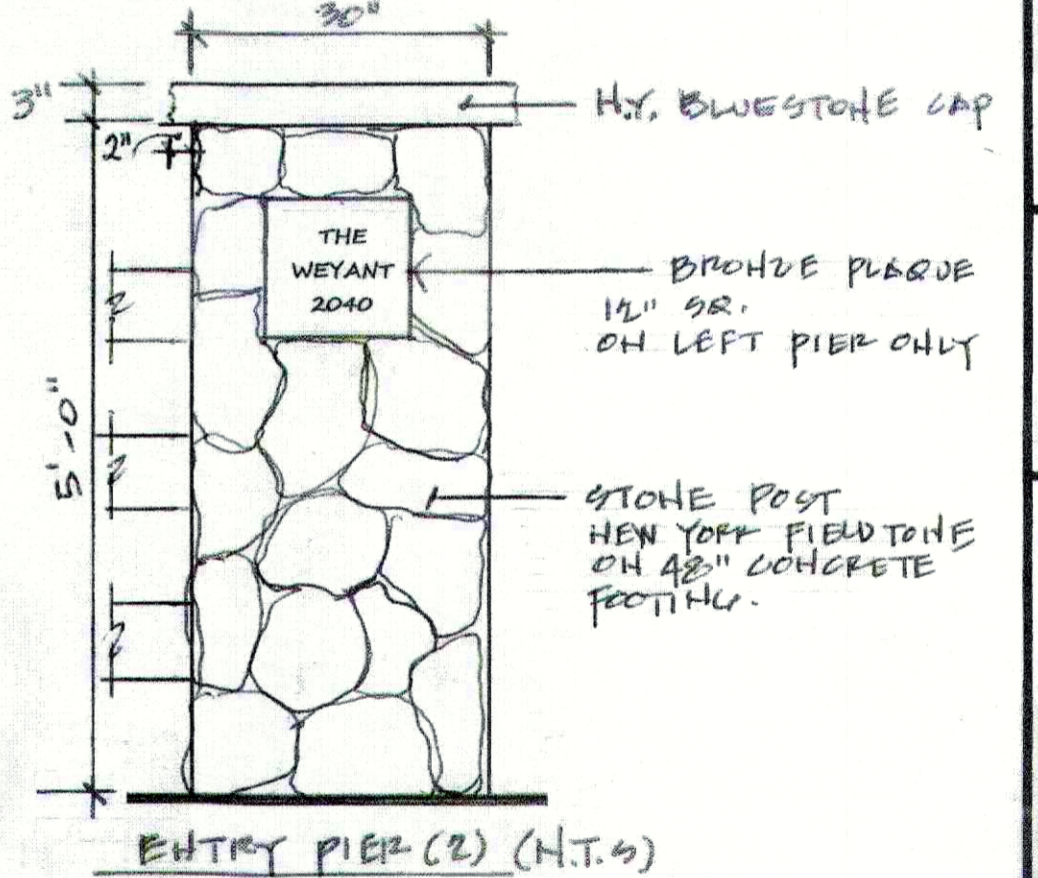 30"
3"
N.Y. BLUESTONE CAP
2"
THE
WEYANT
2040
BRONZE PLAQUE
12" SQ.
ON LEFT PIER ONLY
2
2
2
5'-0"
STONE POST
NEW YORK FIELDTONE
ON 48" CONCRETE
FOOTING.
ENTRY PIER (2) (N.T.S)